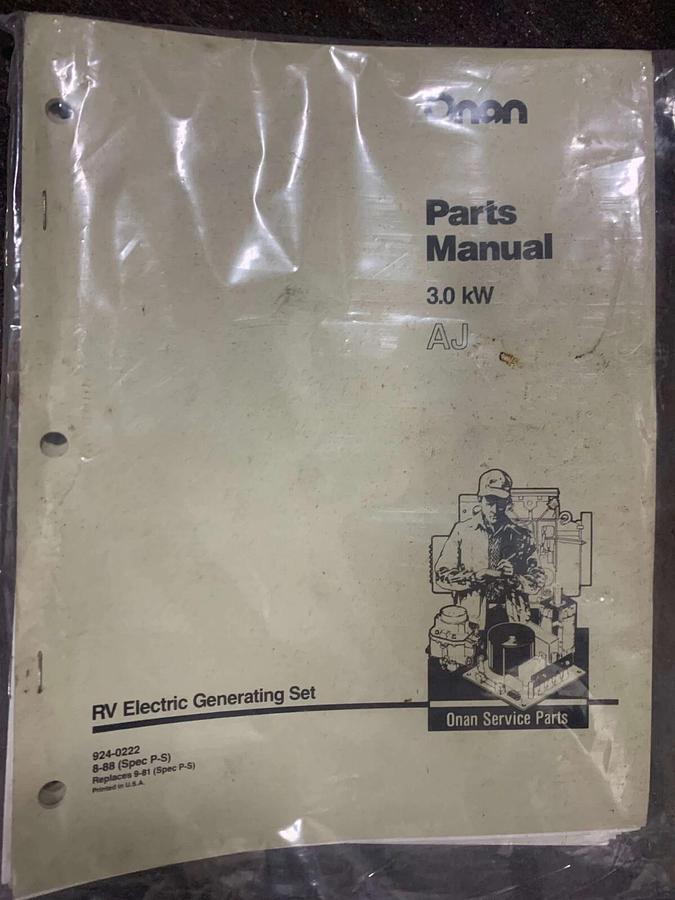 Onan
Parts
Manual
3.0 kW
AJ
RV Electric Generating Set
Onan Service Parts
924-0222
8-88 (Spec P-S)
Replaces 9-81 (Spec P-S)
Printed in U.S.A.